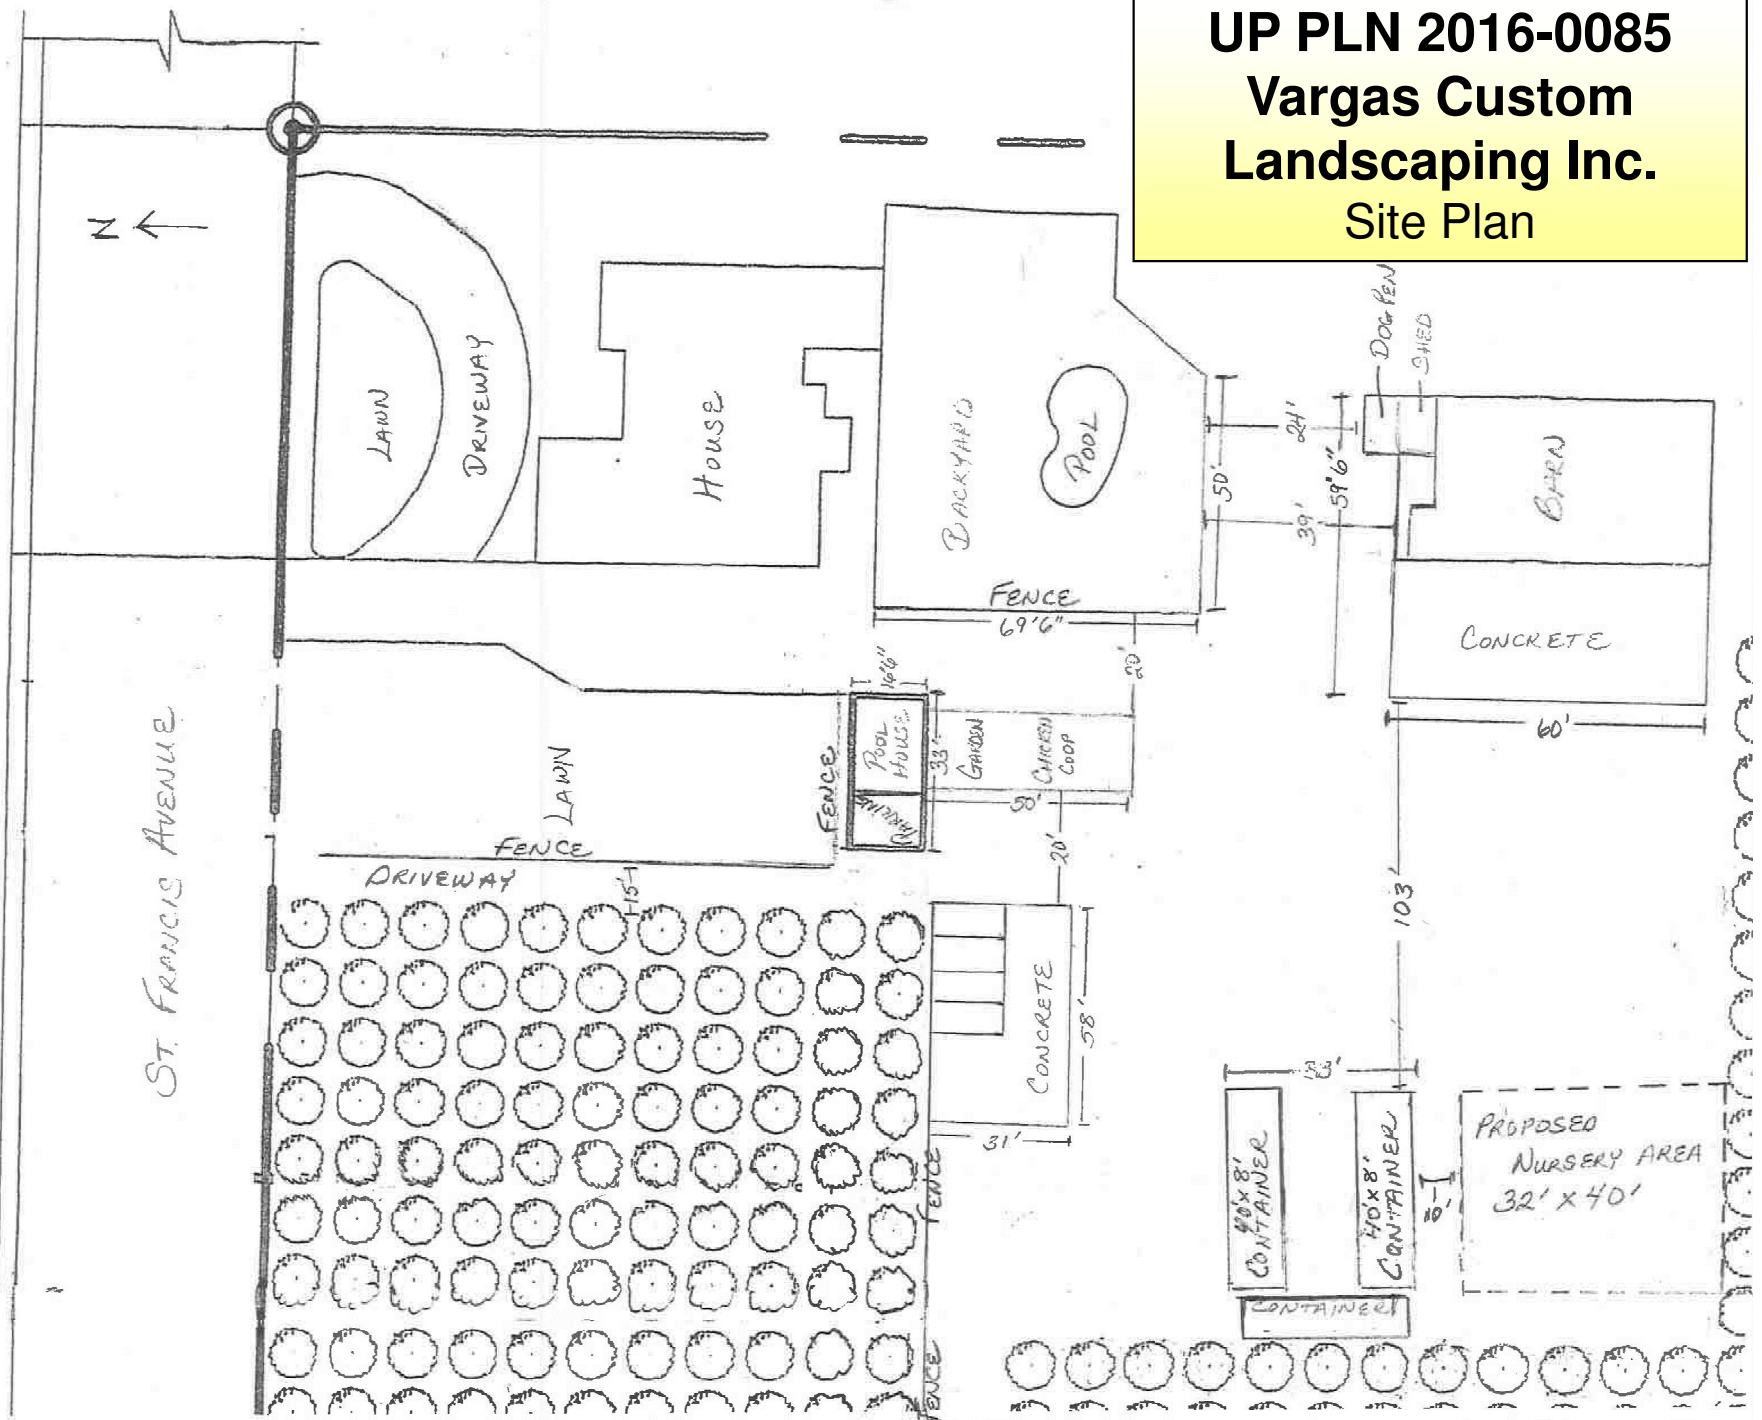 UP PLN 2016-0085
Vargas Custom
Landscaping Inc.
Site Plan
N
DOG PEN
SHED
LAWN
DRIVEWAY
HOUSE
BACKYARD
POOL
24'
50'
59'6"
39'
BARN
FENCE
69'6"
CONCRETE
20'
16'6"
60'
ST. FRANCIS AVENUE
LAWN
FENCE
POOL
HOUSE
PARKING
33'
GARDEN
CHICKEN
COOP
50'
FENCE
20'
DRIVEWAY
15'
103'
CONCRETE
58'
31'
FENCE
40'x8'
CONTAINER
40'x8'
CONTAINER
10'
PROPOSED
NURSERY AREA
32' x 40'
CONTAINER
FENCE